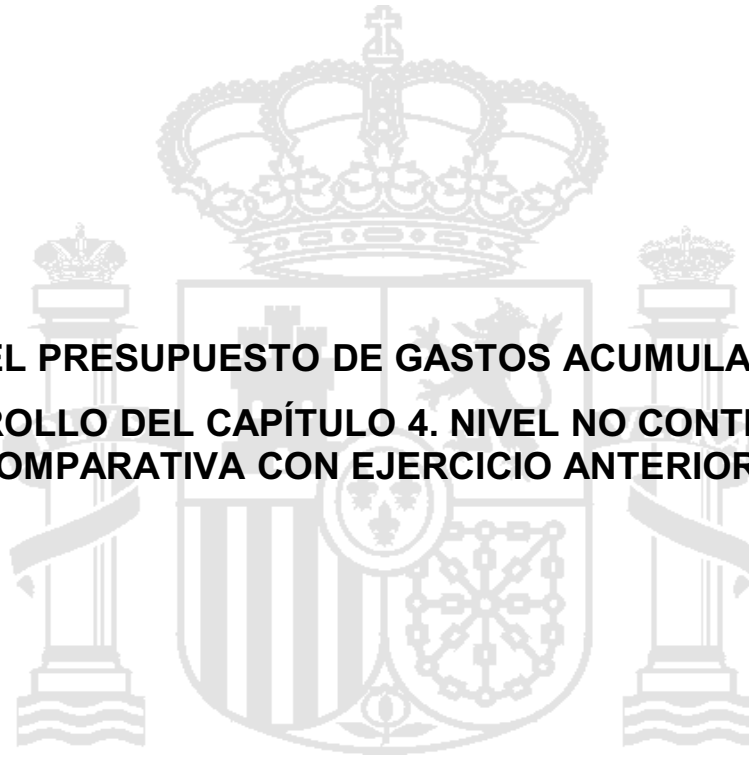 EL PRESUPUESTO DE GASTOS ACUMULA
ROLLO DEL CAPÍTULO 4. NIVEL NO CONT
OMPARATIVA CON EJERCICIO ANTERIOR